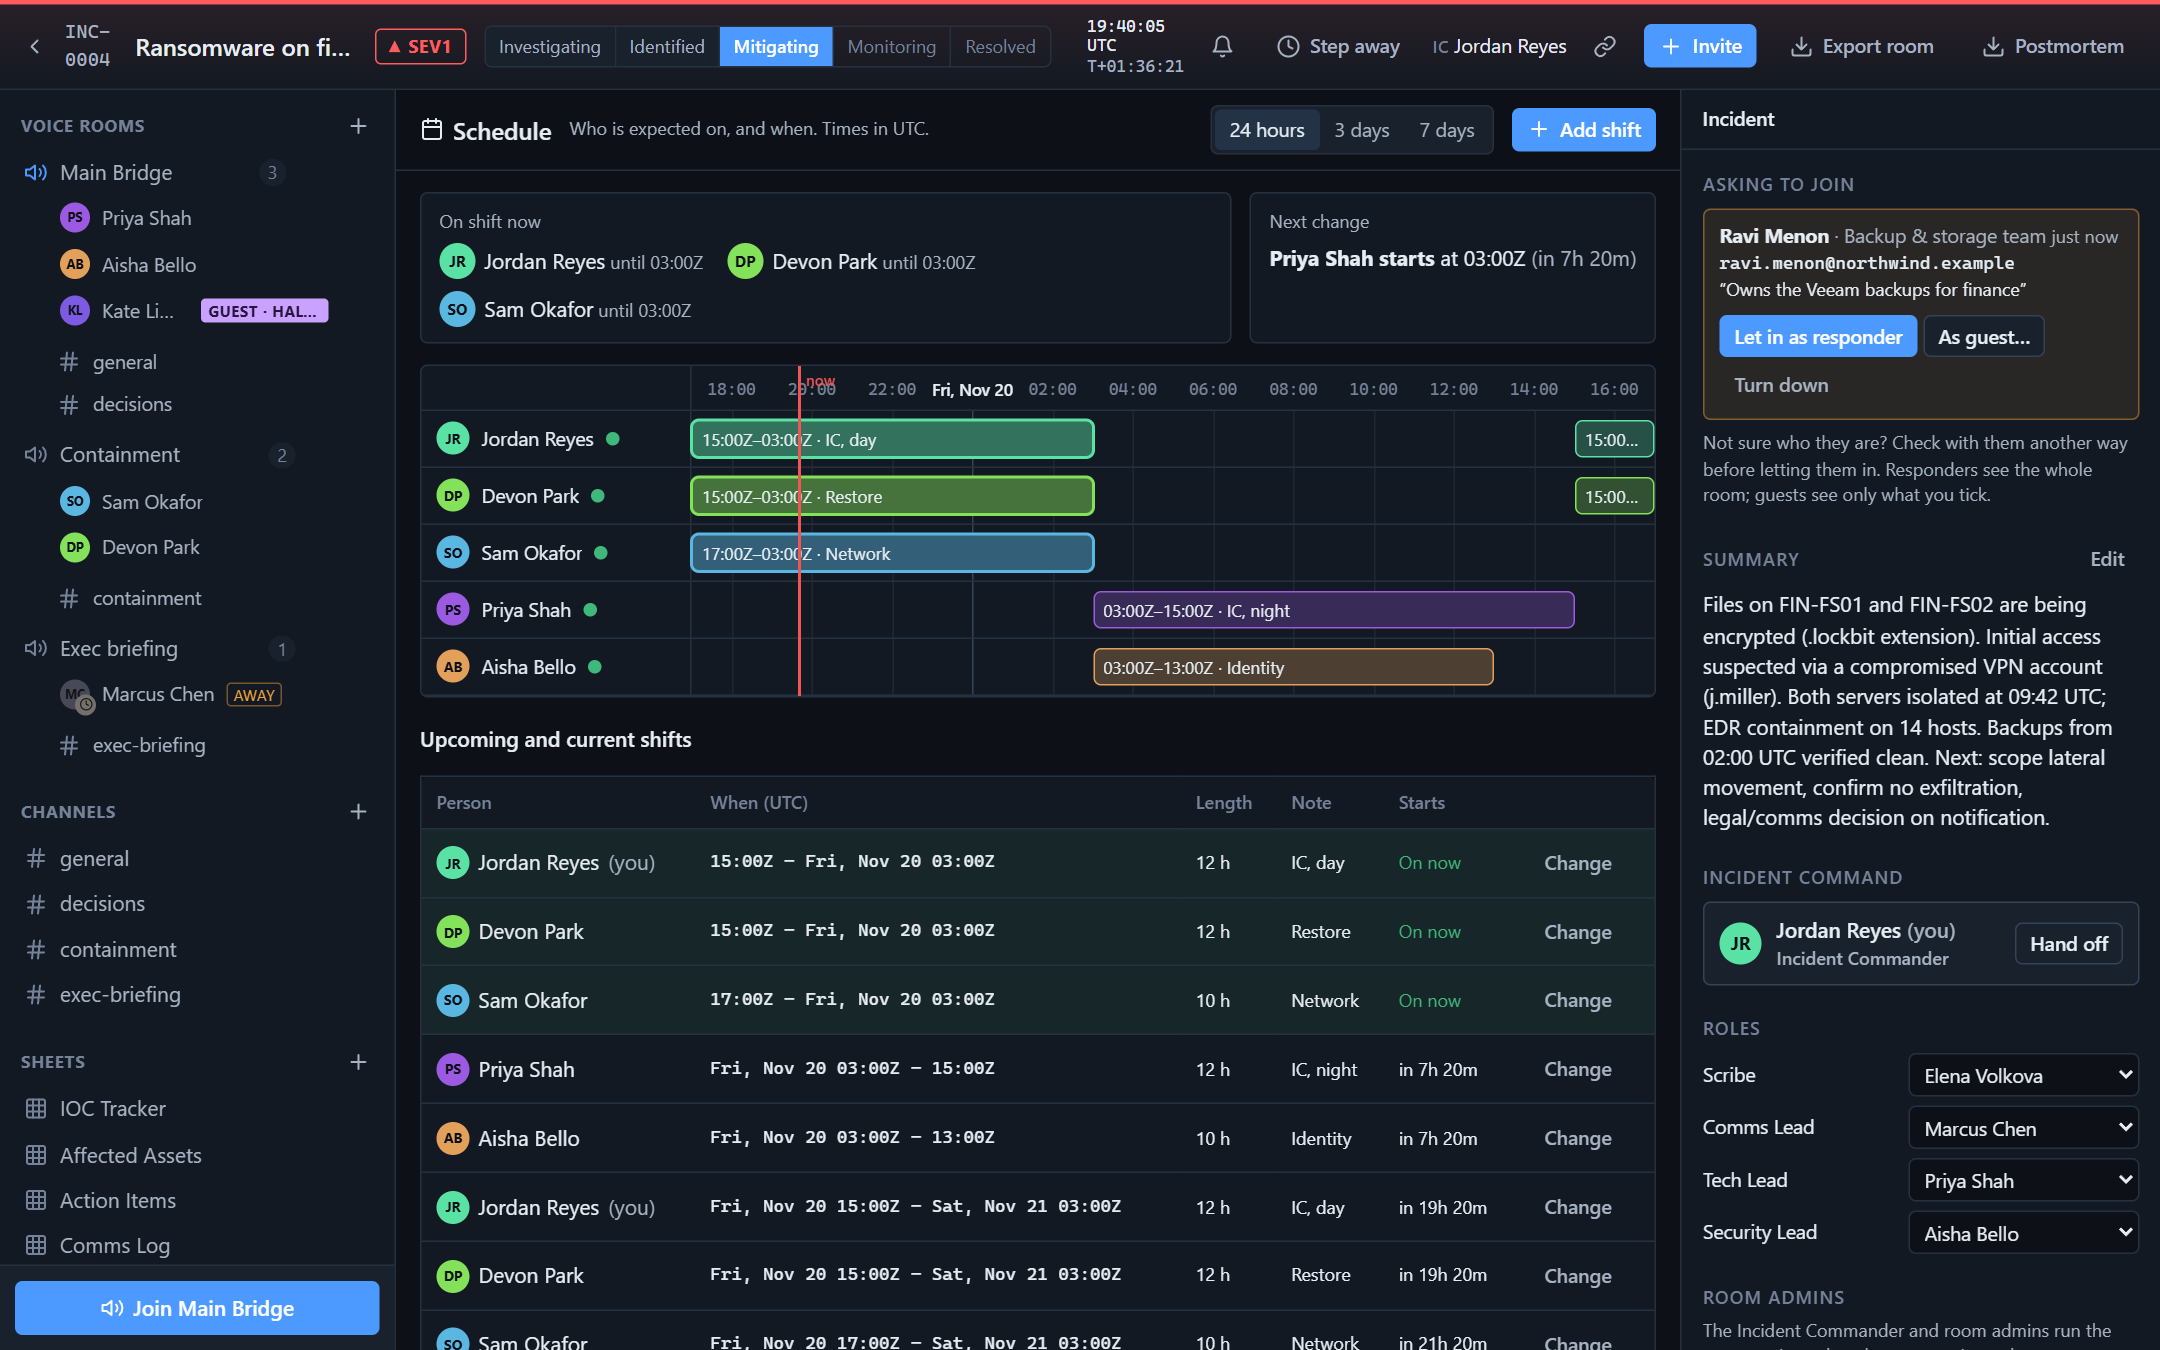 INC-0004
Ransomware on fi...
▲ SEV1
Investigating
Identified
Mitigating
Monitoring
Resolved
19:40:05 UTC
T+01:36:21
Step away
IC Jordan Reyes
Invite
Export room
Postmortem
VOICE ROOMS
Main Bridge 3
PS Priya Shah
AB Aisha Bello
KL Kate Li... GUEST · HAL...
general
decisions
Containment 2
SO Sam Okafor
DP Devon Park
containment
Exec briefing 1
MC Marcus Chen AWAY
exec-briefing
CHANNELS
general
decisions
containment
exec-briefing
SHEETS
IOC Tracker
Affected Assets
Action Items
Comms Log
Join Main Bridge
Schedule
Who is expected on, and when. Times in UTC.
24 hours
3 days
7 days
Add shift
On shift now
JR Jordan Reyes until 03:00Z
DP Devon Park until 03:00Z
SO Sam Okafor until 03:00Z
Next change
Priya Shah starts at 03:00Z (in 7h 20m)
18:00 20:00 now 22:00 Fri, Nov 20 02:00 04:00 06:00 08:00 10:00 12:00 14:00 16:00
JR Jordan Reyes 15:00Z–03:00Z · IC, day 15:00...
DP Devon Park 15:00Z–03:00Z · Restore 15:00...
SO Sam Okafor 17:00Z–03:00Z · Network
PS Priya Shah 03:00Z–15:00Z · IC, night
AB Aisha Bello 03:00Z–13:00Z · Identity
Upcoming and current shifts
Person When (UTC) Length Note Starts
JR Jordan Reyes (you) 15:00Z – Fri, Nov 20 03:00Z 12 h IC, day On now Change
DP Devon Park 15:00Z – Fri, Nov 20 03:00Z 12 h Restore On now Change
SO Sam Okafor 17:00Z – Fri, Nov 20 03:00Z 10 h Network On now Change
PS Priya Shah Fri, Nov 20 03:00Z – 15:00Z 12 h IC, night in 7h 20m Change
AB Aisha Bello Fri, Nov 20 03:00Z – 13:00Z 10 h Identity in 7h 20m Change
JR Jordan Reyes (you) Fri, Nov 20 15:00Z – Sat, Nov 21 03:00Z 12 h IC, day in 19h 20m Change
DP Devon Park Fri, Nov 20 15:00Z – Sat, Nov 21 03:00Z 12 h Restore in 19h 20m Change
SO Sam Okafor Fri, Nov 20 17:00Z – Sat, Nov 21 03:00Z 10 h Network in 21h 20m Change
Incident
ASKING TO JOIN
Ravi Menon · Backup & storage team just now
ravi.menon@northwind.example
“Owns the Veeam backups for finance”
Let in as responder
As guest...
Turn down
Not sure who they are? Check with them another way
before letting them in. Responders see the whole
room; guests see only what you tick.
SUMMARY
Edit
Files on FIN-FS01 and FIN-FS02 are being
encrypted (.lockbit extension). Initial access
suspected via a compromised VPN account
(j.miller). Both servers isolated at 09:42 UTC;
EDR containment on 14 hosts. Backups from
02:00 UTC verified clean. Next: scope lateral
movement, confirm no exfiltration,
legal/comms decision on notification.
INCIDENT COMMAND
JR Jordan Reyes (you)
Incident Commander
Hand off
ROLES
Scribe Elena Volkova
Comms Lead Marcus Chen
Tech Lead Priya Shah
Security Lead Aisha Bello
ROOM ADMINS
The Incident Commander and room admins run the